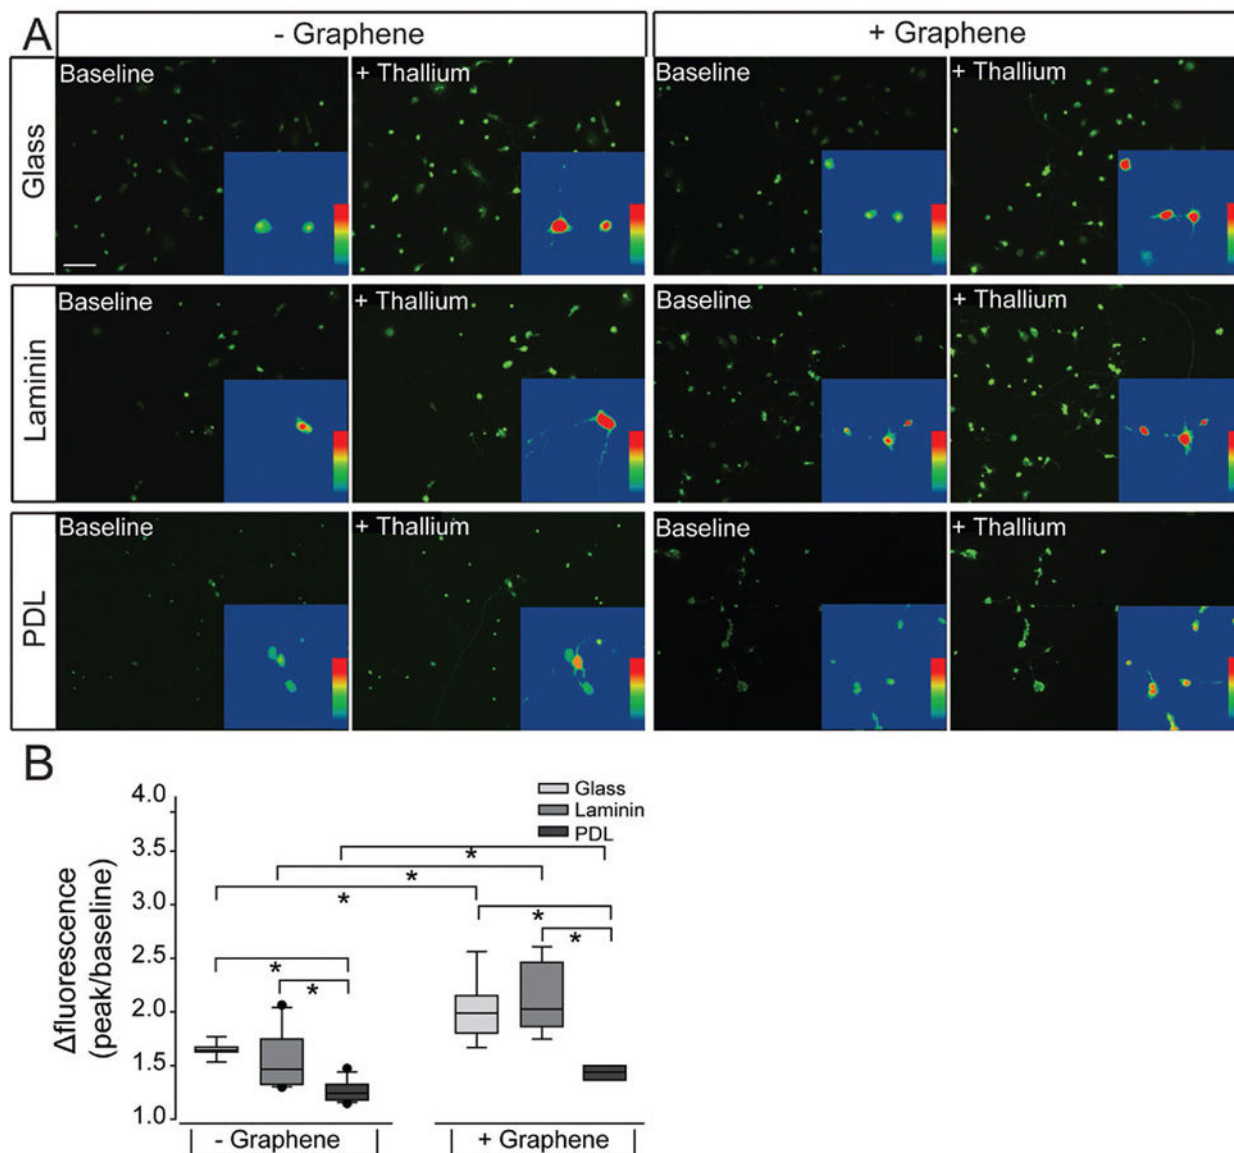 A
- Graphene
+ Graphene
Glass
Baseline
+ Thallium
Baseline
+ Thallium
Laminin
Baseline
+ Thallium
Baseline
+ Thallium
PDL
Baseline
+ Thallium
Baseline
+ Thallium
B
Δfluorescence
(peak/baseline)
4.0
3.5
3.0
2.5
2.0
1.5
1.0
Glass
Laminin
PDL
*
*
*
*
*
*
*
- Graphene
+ Graphene